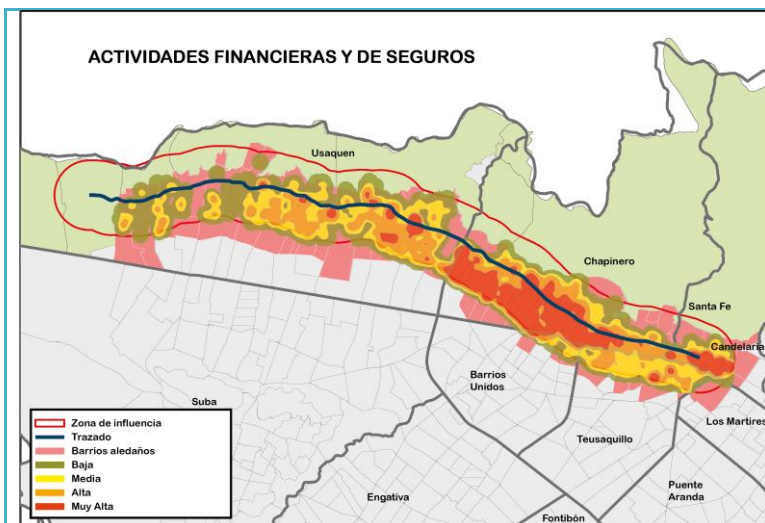 ACTIVIDADES FINANCIERAS Y DE SEGUROS
Usaquen
Chapinero
Santa Fe
Candelaria
Barrios
Unidos
Suba
Los Martires
Teusaquillo
Puente
Aranda
Engativa
Fontibón
Zona de influencia
Trazado
Barrios aledaños
Baja
Media
Alta
Muy Alta